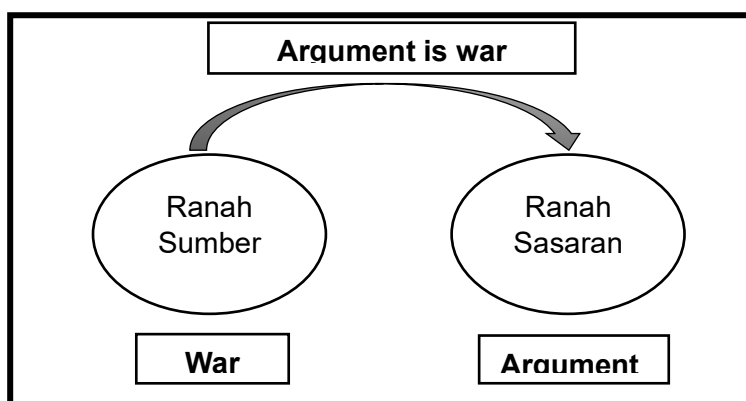 Argument is war
Ranah
Sumber
Ranah
Sasaran
War
Argument